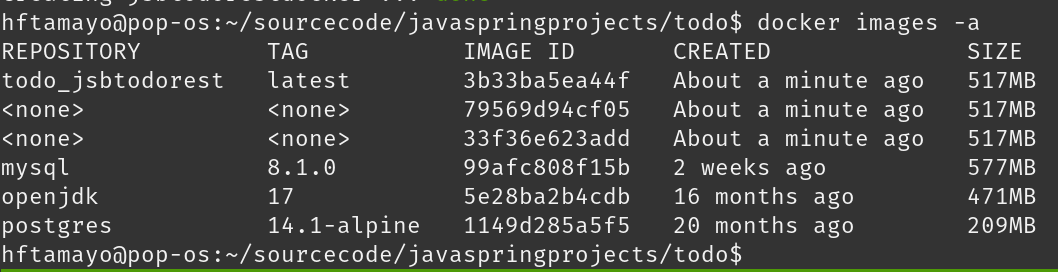 hftamayo@pop-os:~/sourcecode/javaspringprojects/todo$ docker images -a
REPOSITORY TAG IMAGE ID CREATED SIZE
todo_jsbtodorest latest 3b33ba5ea44f About a minute ago 517MB
<none> <none> 79569d94cf05 About a minute ago 517MB
<none> <none> 33f36e623add About a minute ago 517MB
mysql 8.1.0 99afc808f15b 2 weeks ago 577MB
openjdk 17 5e28ba2b4cdb 16 months ago 471MB
postgres 14.1-alpine 1149d285a5f5 20 months ago 209MB
hftamayo@pop-os:~/sourcecode/javaspringprojects/todo$